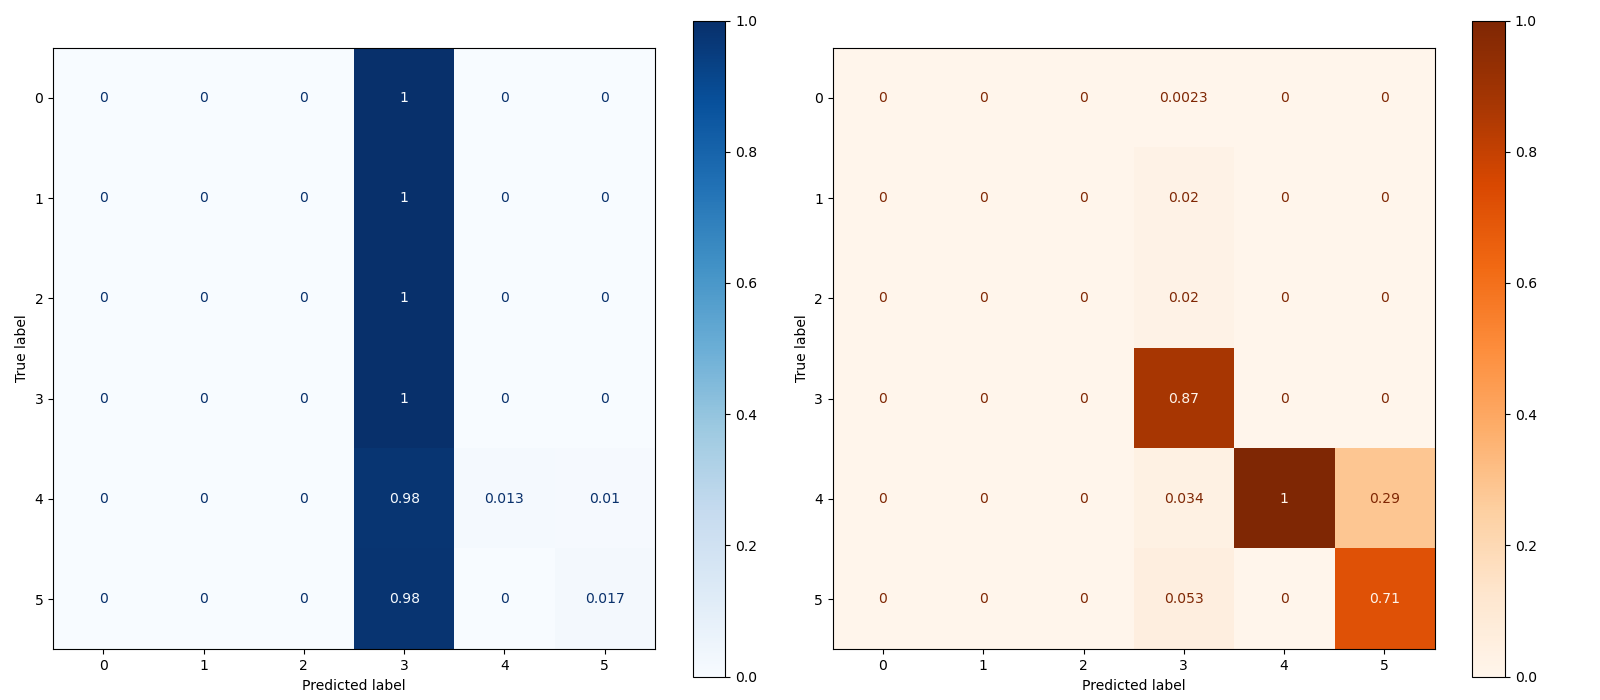 0 0 0 0 1 0 0
1 0 0 0 1 0 0
2 0 0 0 1 0 0
3 0 0 0 1 0 0
4 0 0 0 0.98 0.013 0.01
5 0 0 0 0.98 0 0.017
0 1 2 3 4 5
True label
Predicted label
1.0
0.8
0.6
0.4
0.2
0.0
0 0 0 0 0.0023 0 0
1 0 0 0 0.02 0 0
2 0 0 0 0.02 0 0
3 0 0 0 0.87 0 0
4 0 0 0 0.034 1 0.29
5 0 0 0 0.053 0 0.71
0 1 2 3 4 5
True label
Predicted label
1.0
0.8
0.6
0.4
0.2
0.0